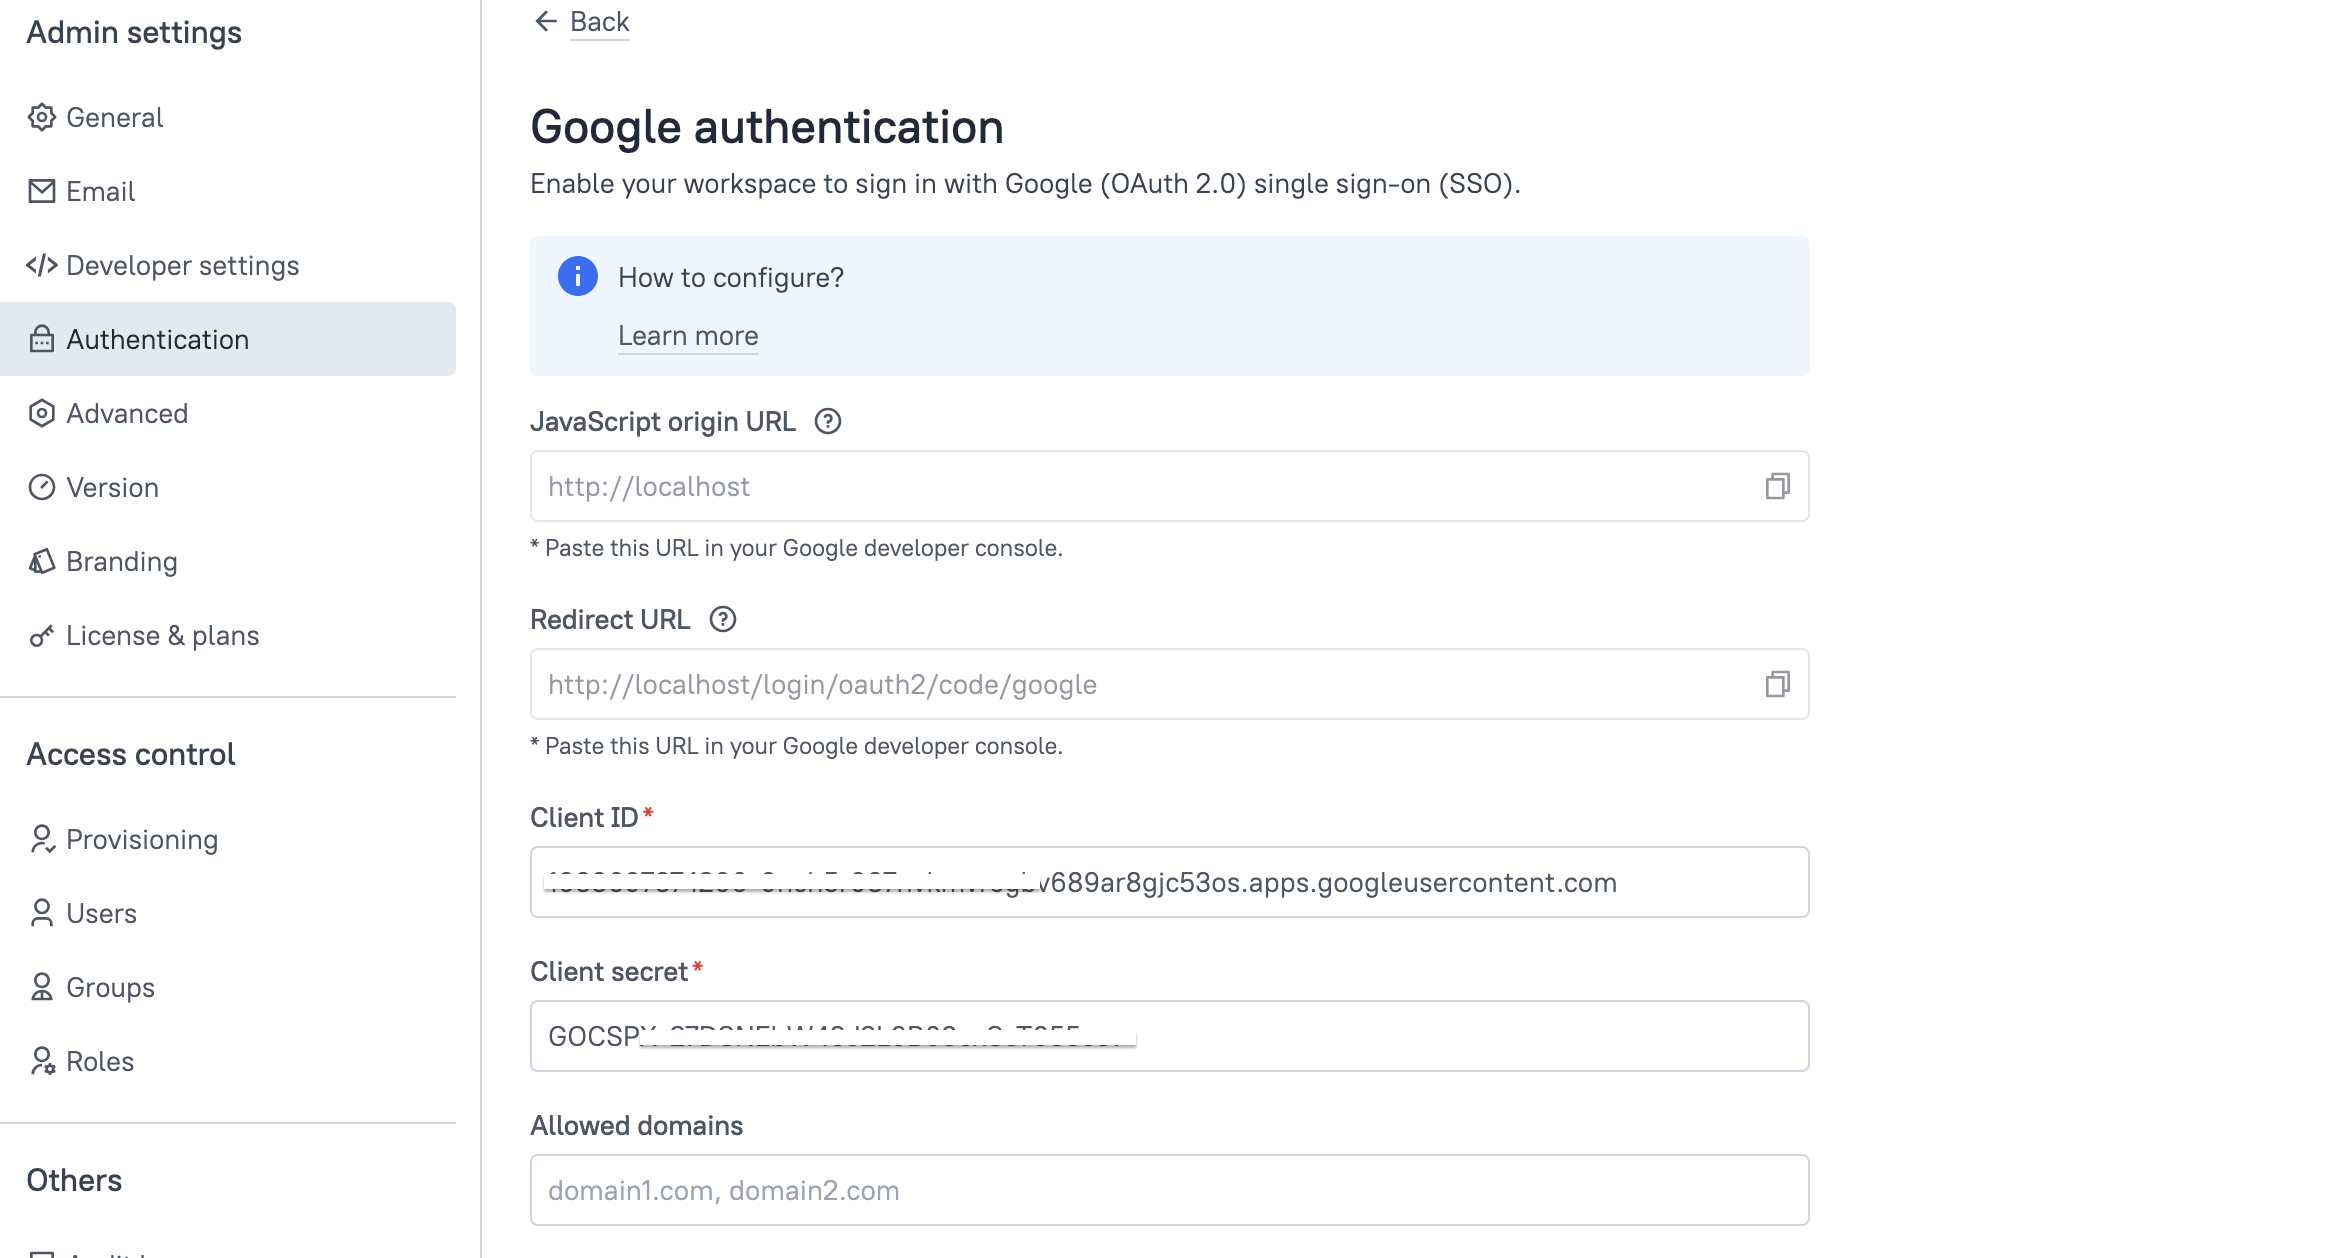 Admin settings
General
Email
Developer settings
Authentication
Advanced
Version
Branding
License & plans
Access control
Provisioning
Users
Groups
Roles
Others
Back
Google authentication
Enable your workspace to sign in with Google (OAuth 2.0) single sign-on (SSO).
How to configure?
Learn more
JavaScript origin URL
http://localhost
* Paste this URL in your Google developer console.
Redirect URL
http://localhost/login/oauth2/code/google
* Paste this URL in your Google developer console.
Client ID*
v689ar8gjc53os.apps.googleusercontent.com
Client secret*
GOCSP
Allowed domains
domain1.com, domain2.com